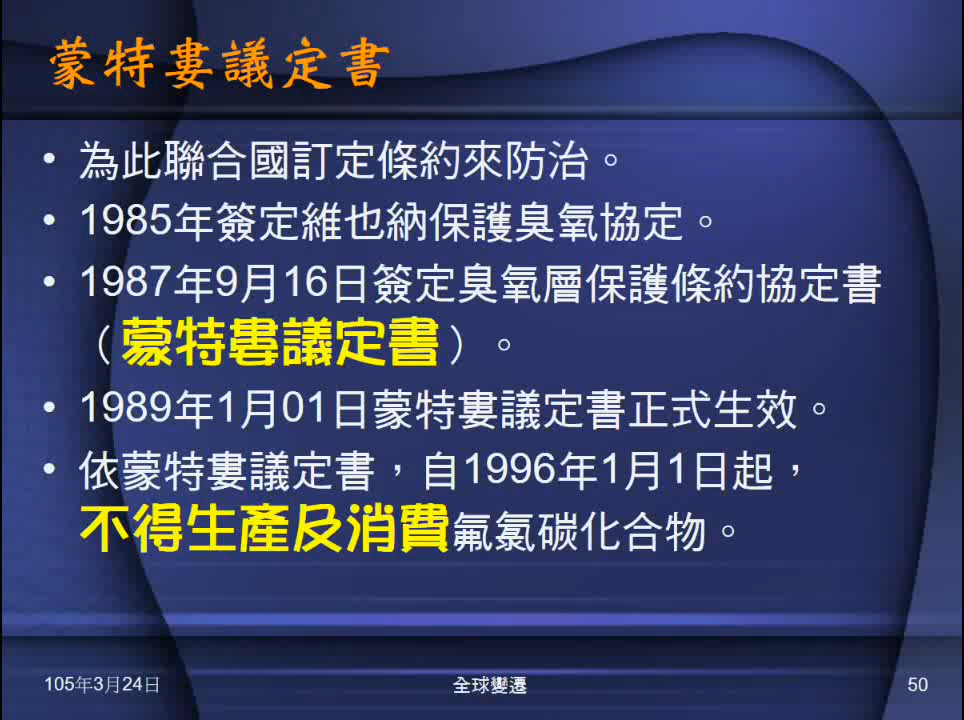 蒙特婁議定書
• 為此聯合國訂定條約來防治。
• 1985年簽定維也納保護臭氧協定。
• 1987年9月16日簽定臭氧層保護條約協定書
（蒙特婁議定書）。
• 1989年1月01日蒙特婁議定書正式生效。
• 依蒙特婁議定書，自1996年1月1日起，
不得生產及消費氟氯碳化合物。
105年3月24日
全球變遷
50